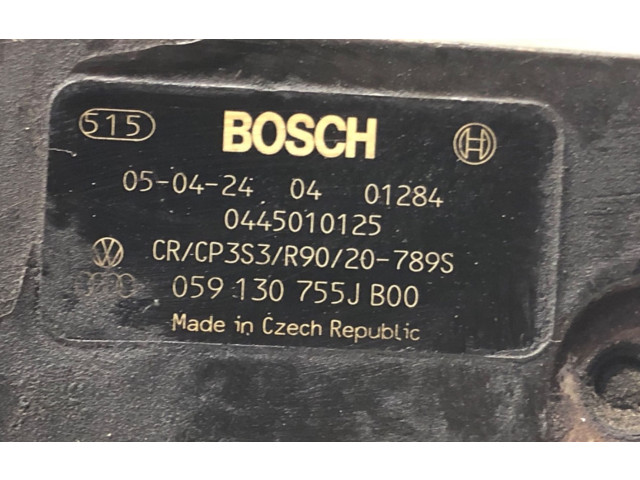 515 BOSCH
05-04-24 04 01284
0445010125
CR/CP3S3/R90/20-789S
059 130 755J B00
Made in Czech Republic